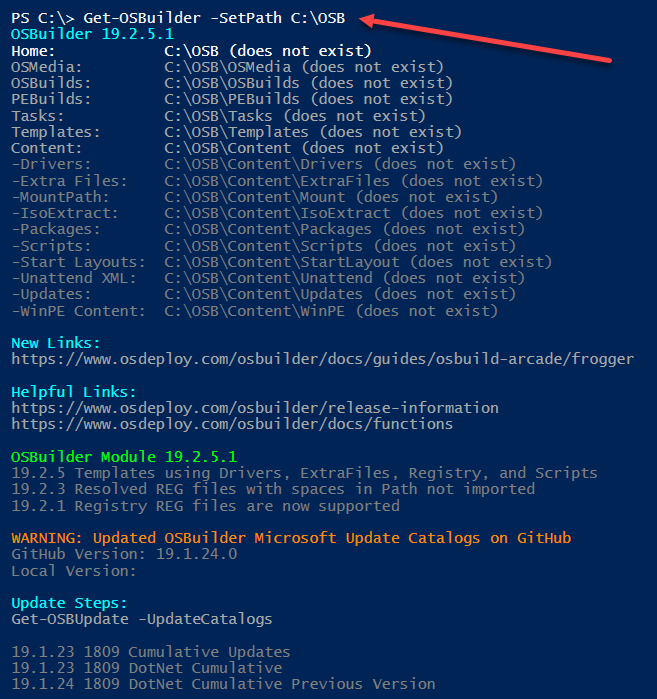 PS C:\> Get-OSBuilder -SetPath C:\OSB
OSBuilder 19.2.5.1
Home:          C:\OSB (does not exist)
OSMedia:       C:\OSB\OSMedia (does not exist)
OSBuilds:      C:\OSB\OSBuilds (does not exist)
PEBuilds:      C:\OSB\PEBuilds (does not exist)
Tasks:         C:\OSB\Tasks (does not exist)
Templates:     C:\OSB\Templates (does not exist)
Content:       C:\OSB\Content (does not exist)
-Drivers:      C:\OSB\Content\Drivers (does not exist)
-Extra Files:  C:\OSB\Content\ExtraFiles (does not exist)
-MountPath:    C:\OSB\Content\Mount (does not exist)
-IsoExtract:   C:\OSB\Content\IsoExtract (does not exist)
-Packages:     C:\OSB\Content\Packages (does not exist)
-Scripts:      C:\OSB\Content\Scripts (does not exist)
-Start Layouts:  C:\OSB\Content\StartLayout (does not exist)
-Unattend XML:   C:\OSB\Content\Unattend (does not exist)
-Updates:      C:\OSB\Content\Updates (does not exist)
-WinPE Content:  C:\OSB\Content\WinPE (does not exist)
New Links:
https://www.osdeploy.com/osbuilder/docs/guides/osbuild-arcade/frogger
Helpful Links:
https://www.osdeploy.com/osbuilder/release-information
https://www.osdeploy.com/osbuilder/docs/functions
OSBuilder Module 19.2.5.1
19.2.5 Templates using Drivers, ExtraFiles, Registry, and Scripts
19.2.3 Resolved REG files with spaces in Path not imported
19.2.1 Registry REG files are now supported
WARNING: Updated OSBuilder Microsoft Update Catalogs on GitHub
GitHub Version: 19.1.24.0
Local Version:
Update Steps:
Get-OSBUpdate -UpdateCatalogs
19.1.23 1809 Cumulative Updates
19.1.23 1809 DotNet Cumulative
19.1.24 1809 DotNet Cumulative Previous Version